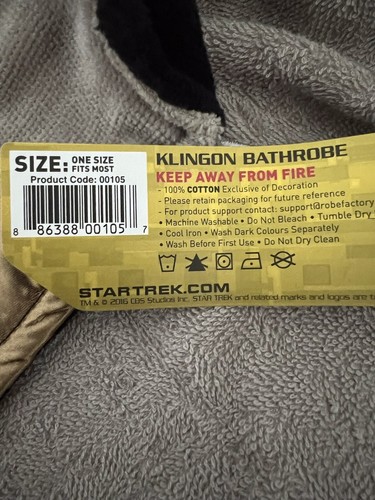 SIZE: ONE SIZE FITS MOST
Product Code: 00105
8 86388 00105 7
KLINGON BATHROBE
KEEP AWAY FROM FIRE
- 100% COTTON Exclusive of Decoration
- Please retain packaging for future reference
- For product support contact: support@robefactory
• Machine Washable • Do Not Bleach • Tumble Dry
• Cool Iron • Wash Dark Colours Separately
• Wash Before First Use • Do Not Dry Clean
STARTREK.COM
TM & © 2016 CBS Studios Inc. STAR TREK and related marks and logos are